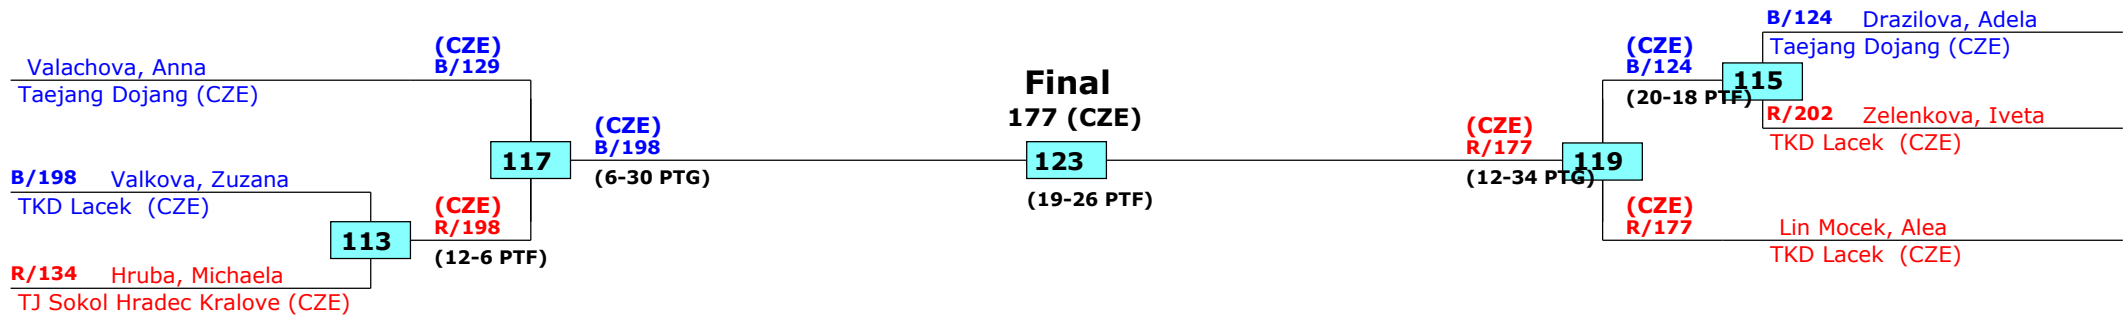 (CZE)
B/129
Valachova, Anna
Taejang Dojang (CZE)
117
B/198 Valkova, Zuzana
TKD Lacek (CZE)
113
(CZE)
R/198
(12-6 PTF)
R/134 Hruba, Michaela
TJ Sokol Hradec Kralove (CZE)
(CZE)
B/198
(6-30 PTG)
Final
177 (CZE)
123
(19-26 PTF)
(CZE)
R/177
(12-34 PTG)
119
B/124 Drazilova, Adela
Taejang Dojang (CZE)
(CZE)
B/124
(20-18 PTF)
115
R/202 Zelenkova, Iveta
TKD Lacek (CZE)
(CZE)
R/177
Lin Mocek, Alea
TKD Lacek (CZE)